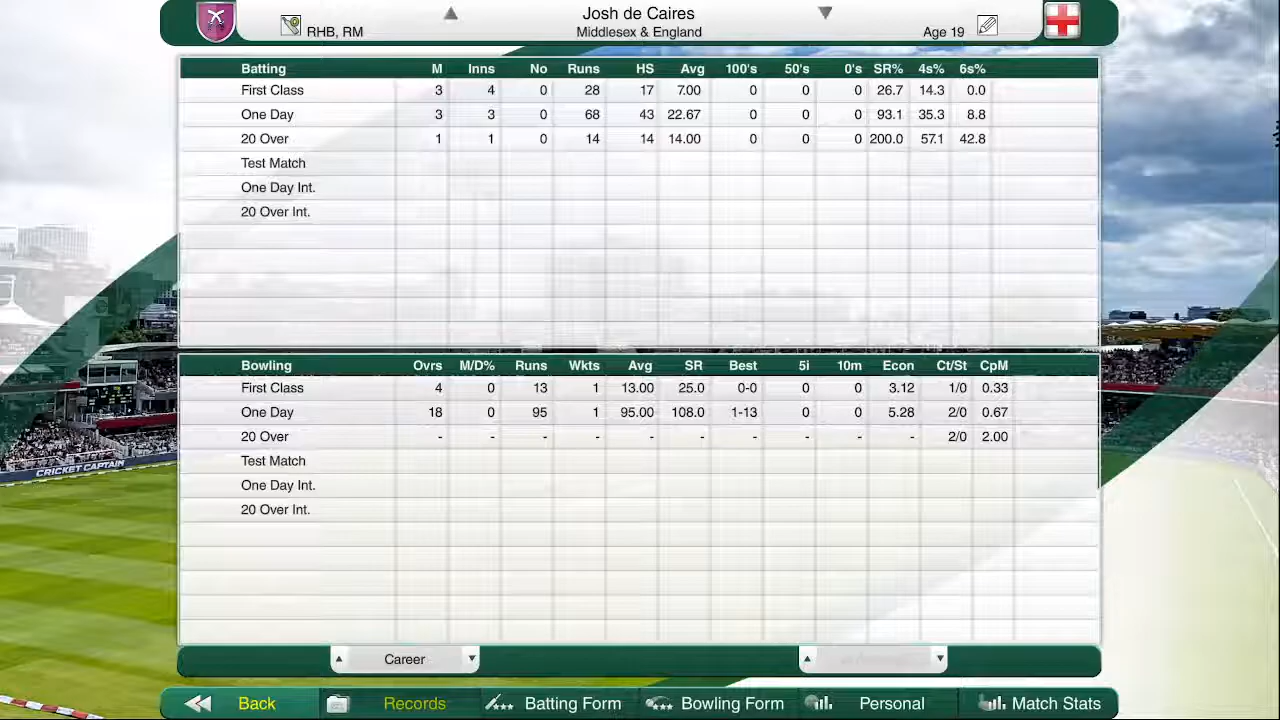 Josh de Caires
RHB, RM
Middlesex & England
Age 19
Batting M Inns No Runs HS Avg 100's 50's 0's SR% 4s% 6s%
First Class 3 4 0 28 17 7.00 0 0 0 26.7 14.3 0.0
One Day 3 3 0 68 43 22.67 0 0 0 93.1 35.3 8.8
20 Over 1 1 0 14 14 14.00 0 0 0 200.0 57.1 42.8
Test Match
One Day Int.
20 Over Int.
Bowling Ovrs M/D% Runs Wkts Avg SR Best 5i 10m Econ Ct/St CpM
First Class 4 0 13 1 13.00 25.0 0-0 0 0 3.12 1/0 0.33
One Day 18 0 95 1 95.00 108.0 1-13 0 0 5.28 2/0 0.67
20 Over - - - - - - - - - - 2/0 2.00
Test Match
One Day Int.
20 Over Int.
CRICKET CAPTAIN
Career
Back Records Batting Form Bowling Form Personal Match Stats